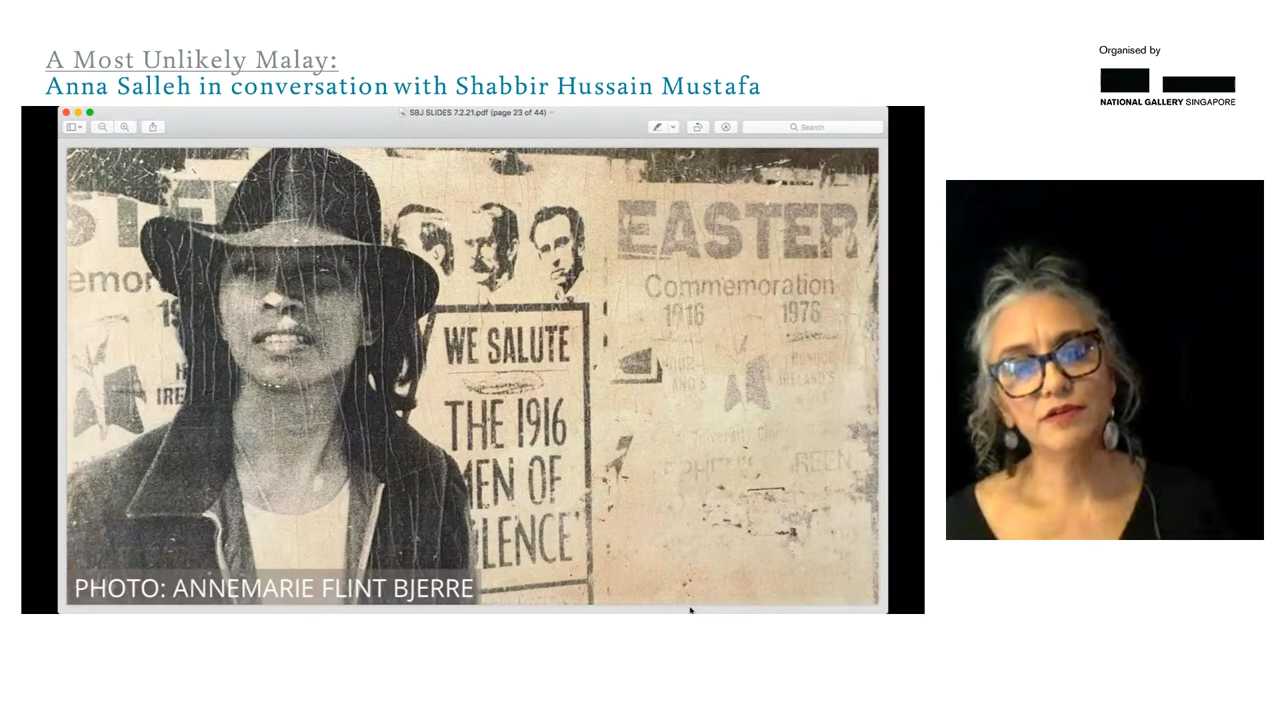 A Most Unlikely Malay:
Anna Salleh in conversation with Shabbir Hussain Mustafa
Organised by
NATIONAL GALLERY SINGAPORE
SBJ SLIDES 7.2.21.pdf (page 23 of 44)
Search
EASTER
Commemoration
1916 1976
WE SALUTE
THE 1916
MEN OF
LENCE'
PHOTO: ANNEMARIE FLINT BJERRE